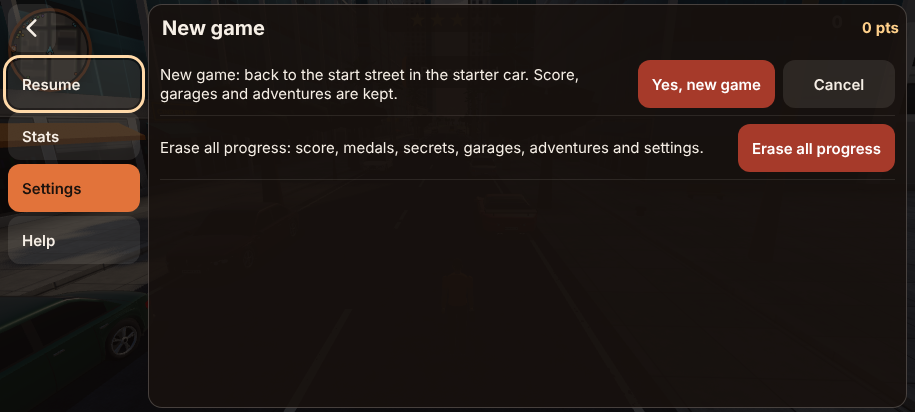 New game
0 pts
Resume
Stats
Settings
Help
New game: back to the start street in the starter car. Score,
garages and adventures are kept.
Yes, new game
Cancel
Erase all progress: score, medals, secrets, garages, adventures and settings.
Erase all progress